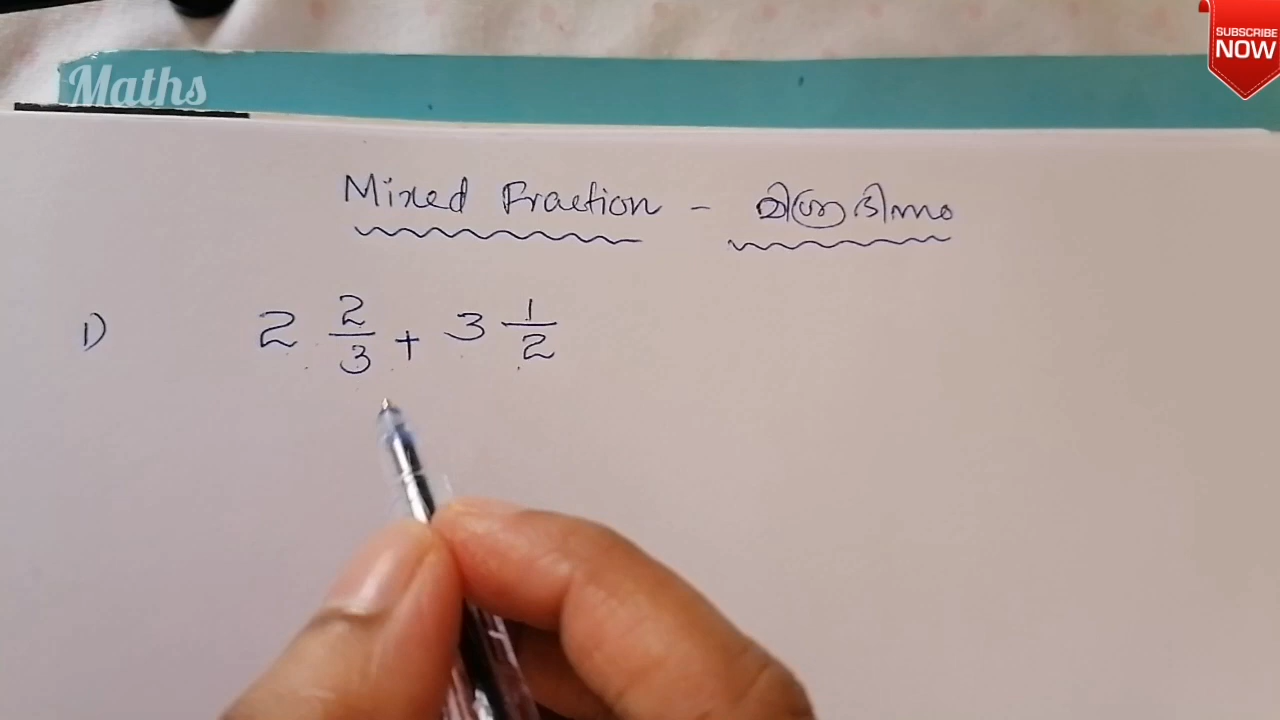 SUBSCRIBE
NOW
Maths
Mixed Fraction - മിശ്രഭിന്നം
1) 2 2/3 + 3 1/2